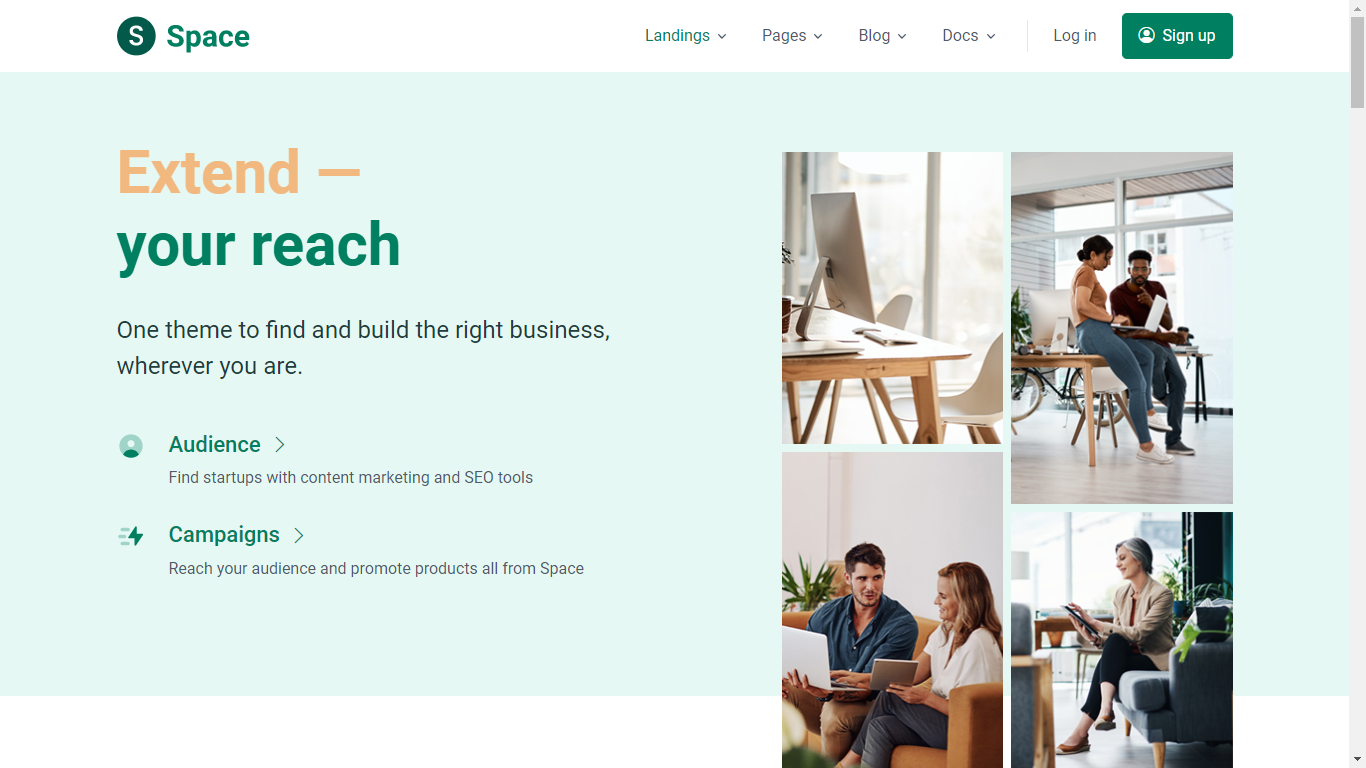 S Space
Landings
Pages
Blog
Docs
Log in
Sign up
Extend —
your reach
One theme to find and build the right business,
wherever you are.
Audience
Find startups with content marketing and SEO tools
Campaigns
Reach your audience and promote products all from Space